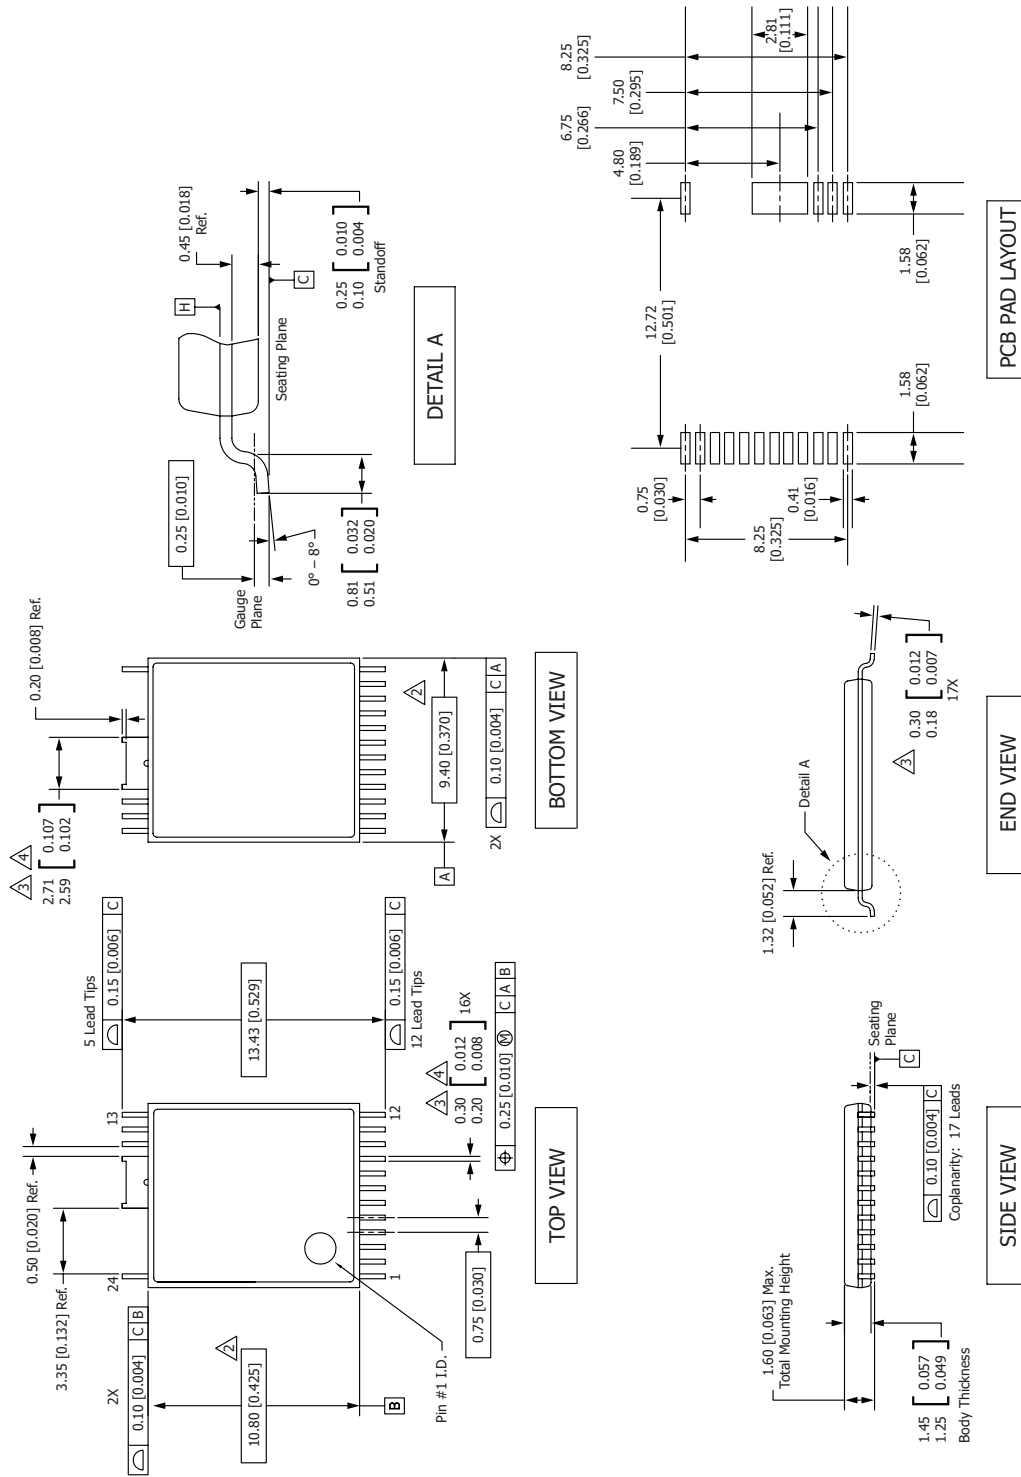 2X
0.10 [0.004] C B
3.35 [0.132] Ref.
0.50 [0.020] Ref.
24
13
1
12
10.80 [0.425]
2
B
Pin #1 I.D.
0.75 [0.030]
3 4
0.30 [0.012]
0.20 [0.008]
16X
0.25 [0.010] M C A B
5 Lead Tips
0.15 [0.006] C
13.43 [0.529]
0.15 [0.006] C
12 Lead Tips
TOP VIEW
3 4
2.71 [0.107]
2.59 [0.102]
0.20 [0.008] Ref.
A
9.40 [0.370]
2
2X
0.10 [0.004] C A
BOTTOM VIEW
Gauge
Plane
0.25 [0.010]
H
0.45 [0.018]
Ref.
0° – 8°
Seating Plane
C
0.81 [0.032]
0.51 [0.020]
0.25 [0.010]
0.10 [0.004]
Standoff
DETAIL A
1.60 [0.063] Max.
Total Mounting Height
Seating
Plane
C
1.45 [0.057]
1.25 [0.049]
Body Thickness
0.10 [0.004] C
Coplanarity: 17 Leads
SIDE VIEW
1.32 [0.052] Ref.
Detail A
3
0.30 [0.012]
0.18 [0.007]
17X
END VIEW
0.75
[0.030]
8.25
[0.325]
0.41
[0.016]
12.72
[0.501]
1.58
[0.062]
1.58
[0.062]
4.80
[0.189]
6.75
[0.266]
7.50
[0.295]
8.25
[0.325]
2.81
[0.111]
PCB PAD LAYOUT